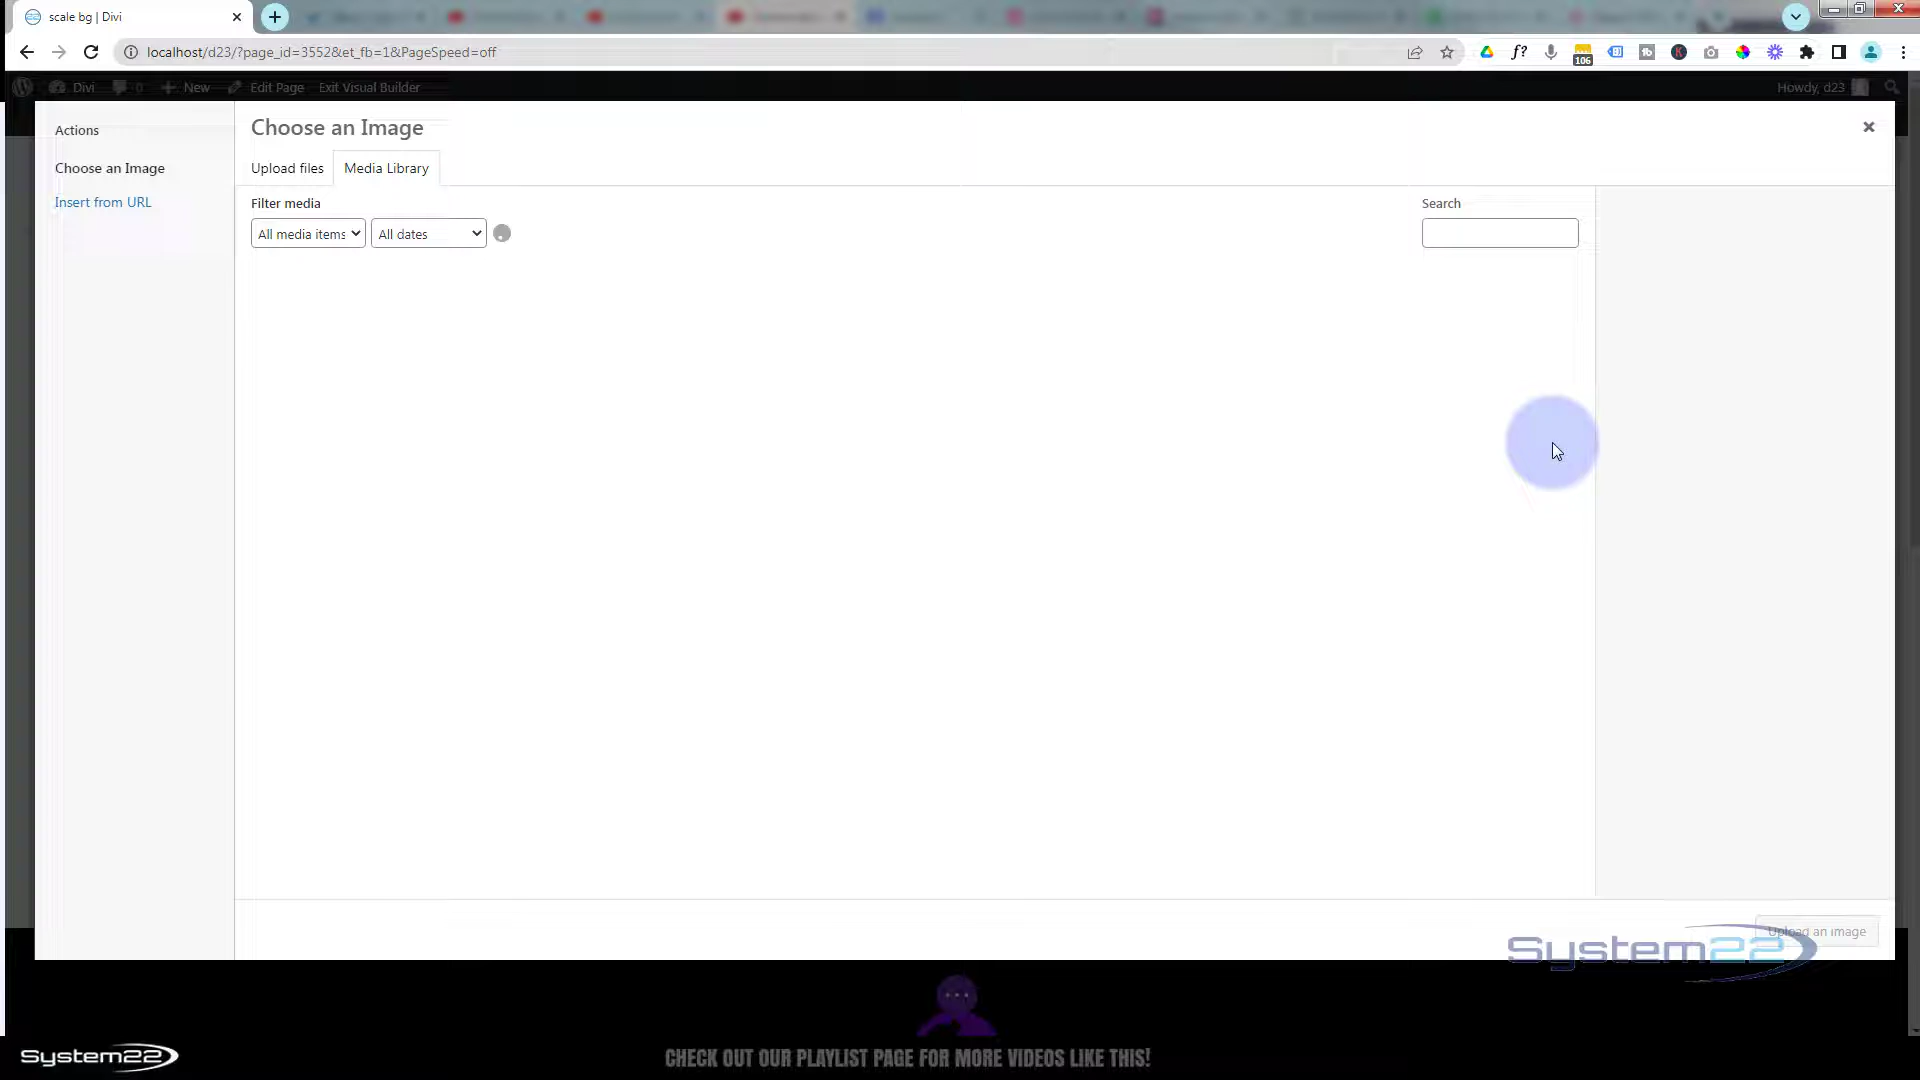 scale bg | Divi
localhost/d23/?page_id=3552&et_fb=1&PageSpeed=off
106
Divi
0
New
Edit Page
Exit Visual Builder
Howdy, d23
Actions
Choose an Image
Insert from URL
Choose an Image
Upload files
Media Library
Filter media
All media items
All dates
Search
Upload an image
System22
System22
CHECK OUT OUR PLAYLIST PAGE FOR MORE VIDEOS LIKE THIS!